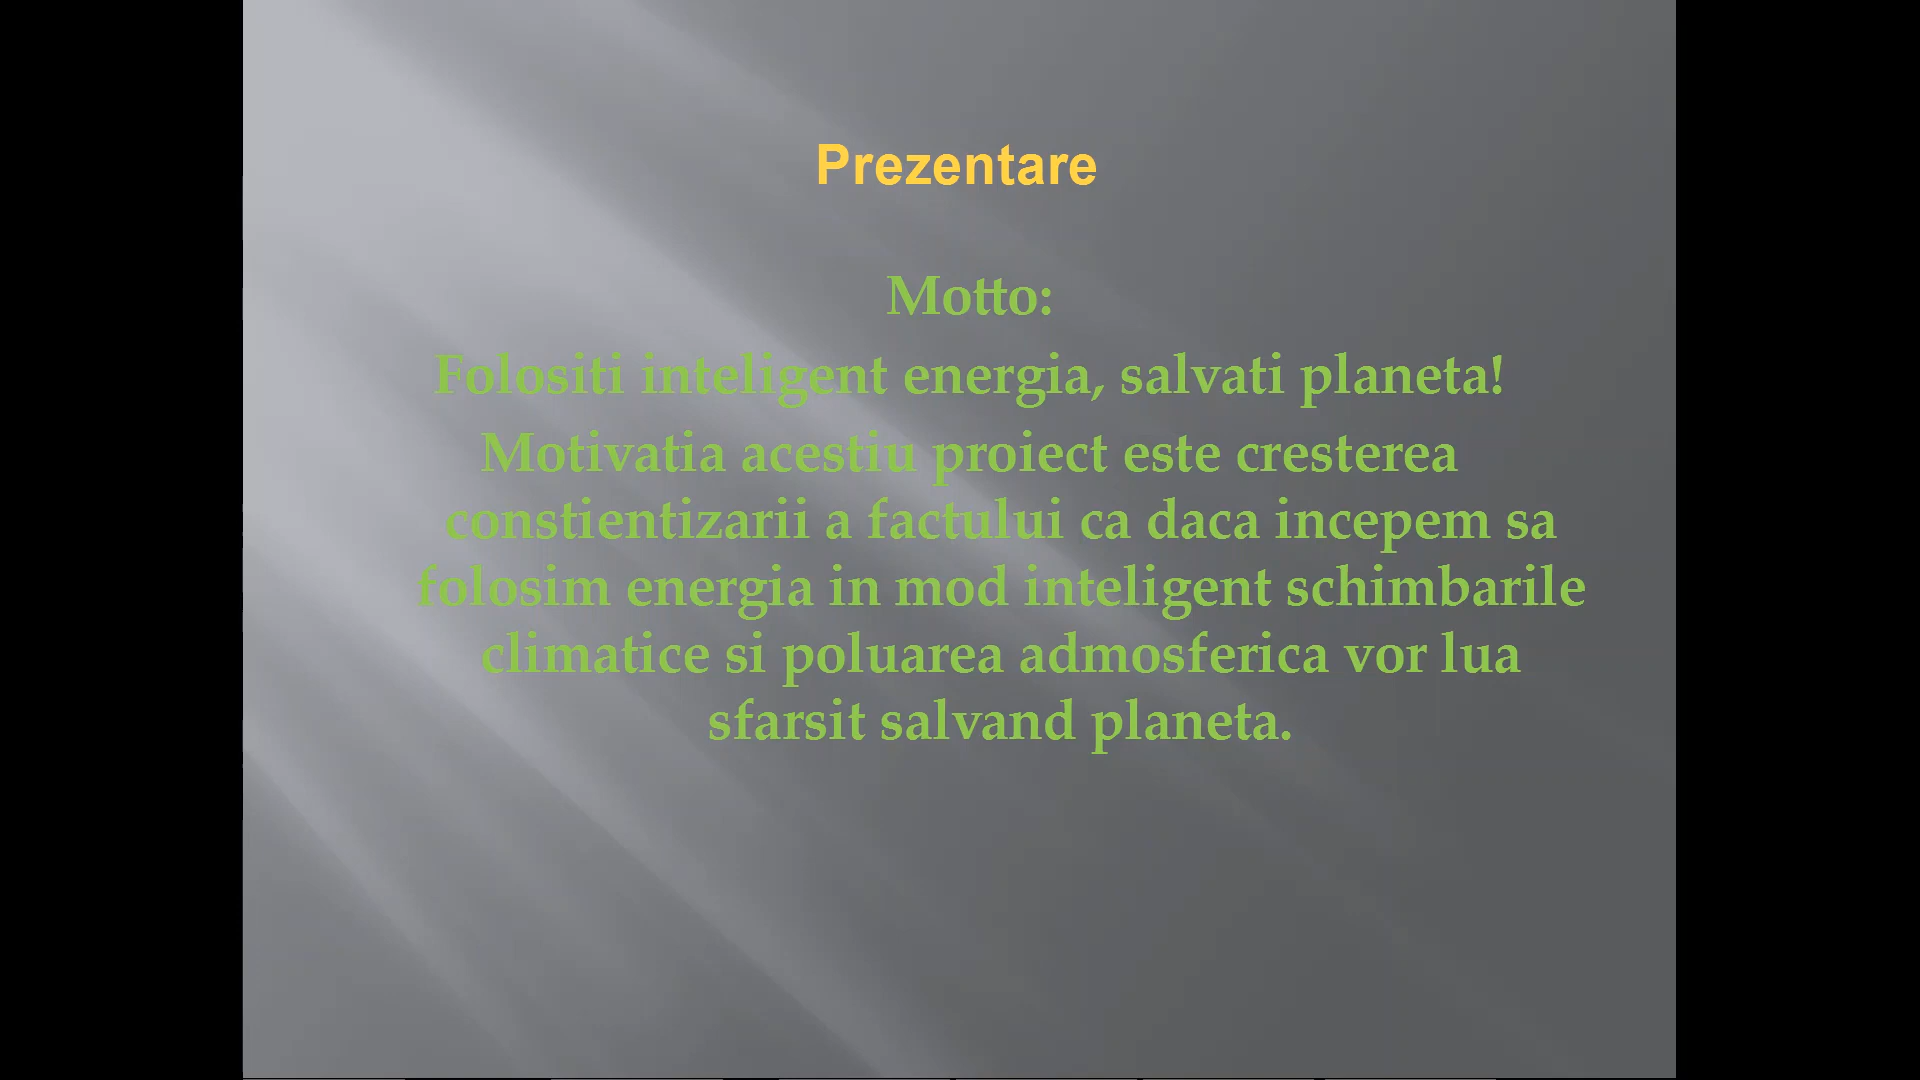 Prezentare
Motto:
Folositi inteligent energia, salvati planeta!
Motivatia acestiu proiect este cresterea
constientizarii a factului ca daca incepem sa
folosim energia in mod inteligent schimbarile
climatice si poluarea admosferica vor lua
sfarsit salvand planeta.